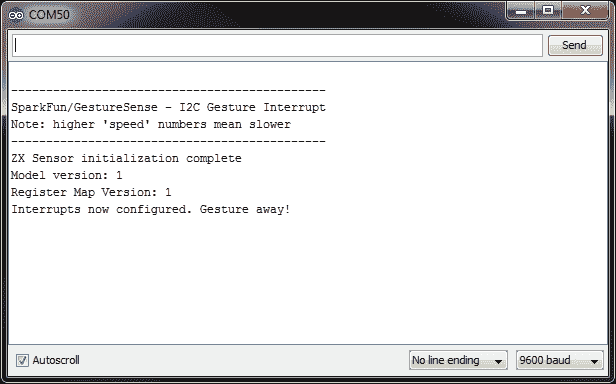 COM50
Send
------------------------------------------
SparkFun/GestureSense - I2C Gesture Interrupt
Note: higher 'speed' numbers mean slower
------------------------------------------
ZX Sensor initialization complete
Model version: 1
Register Map Version: 1
Interrupts now configured. Gesture away!
Autoscroll
No line ending
9600 baud